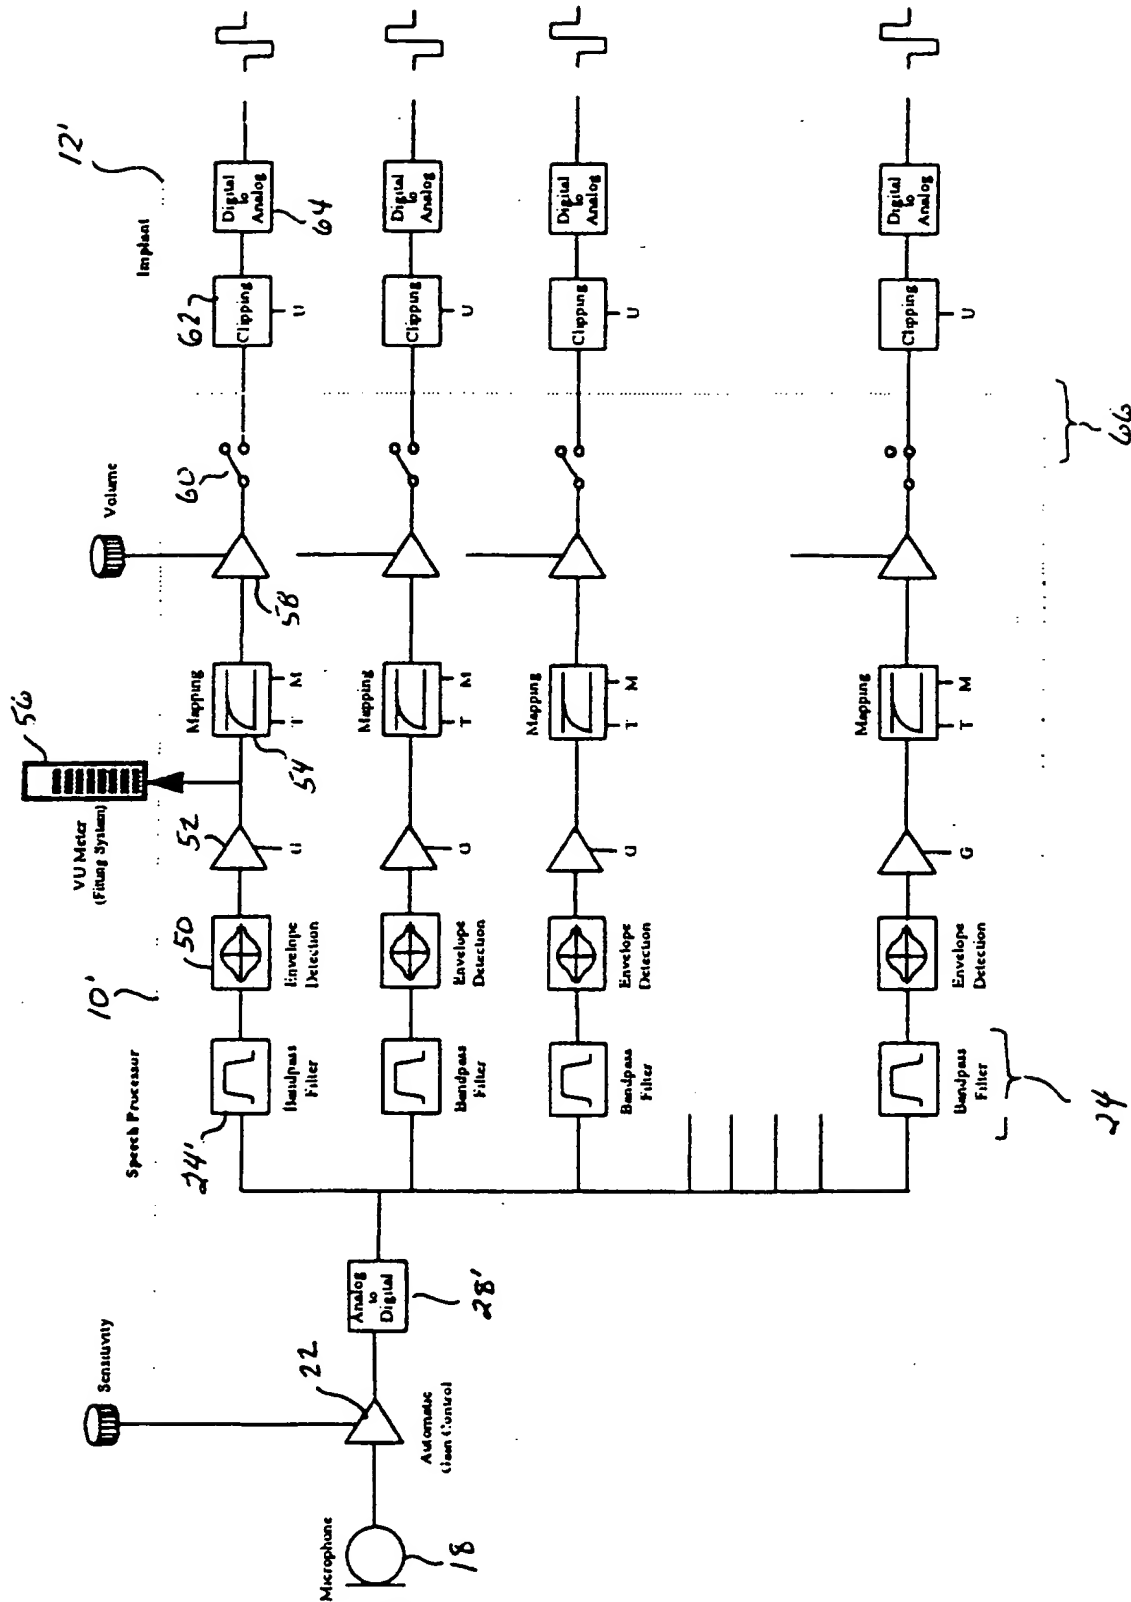 Microphone
18
Sensitivity
22
Automatic
Gain Control
Analog
to
Digital
28'
Speech Processor
10'
24'
Bandpass
Filter
50
Envelope
Detection
52
G
VU Meter
(Fitting System)
56
Mapping
54
T
M
Volume
58
60
Implant
12'
62
Clipping
U
Digital
to
Analog
64
Bandpass
Filter
Envelope
Detection
G
Mapping
T
M
Clipping
U
Digital
to
Analog
Bandpass
Filter
Envelope
Detection
G
Mapping
T
M
Clipping
U
Digital
to
Analog
Bandpass
Filter
Envelope
Detection
G
Mapping
T
M
Clipping
U
Digital
to
Analog
24
66